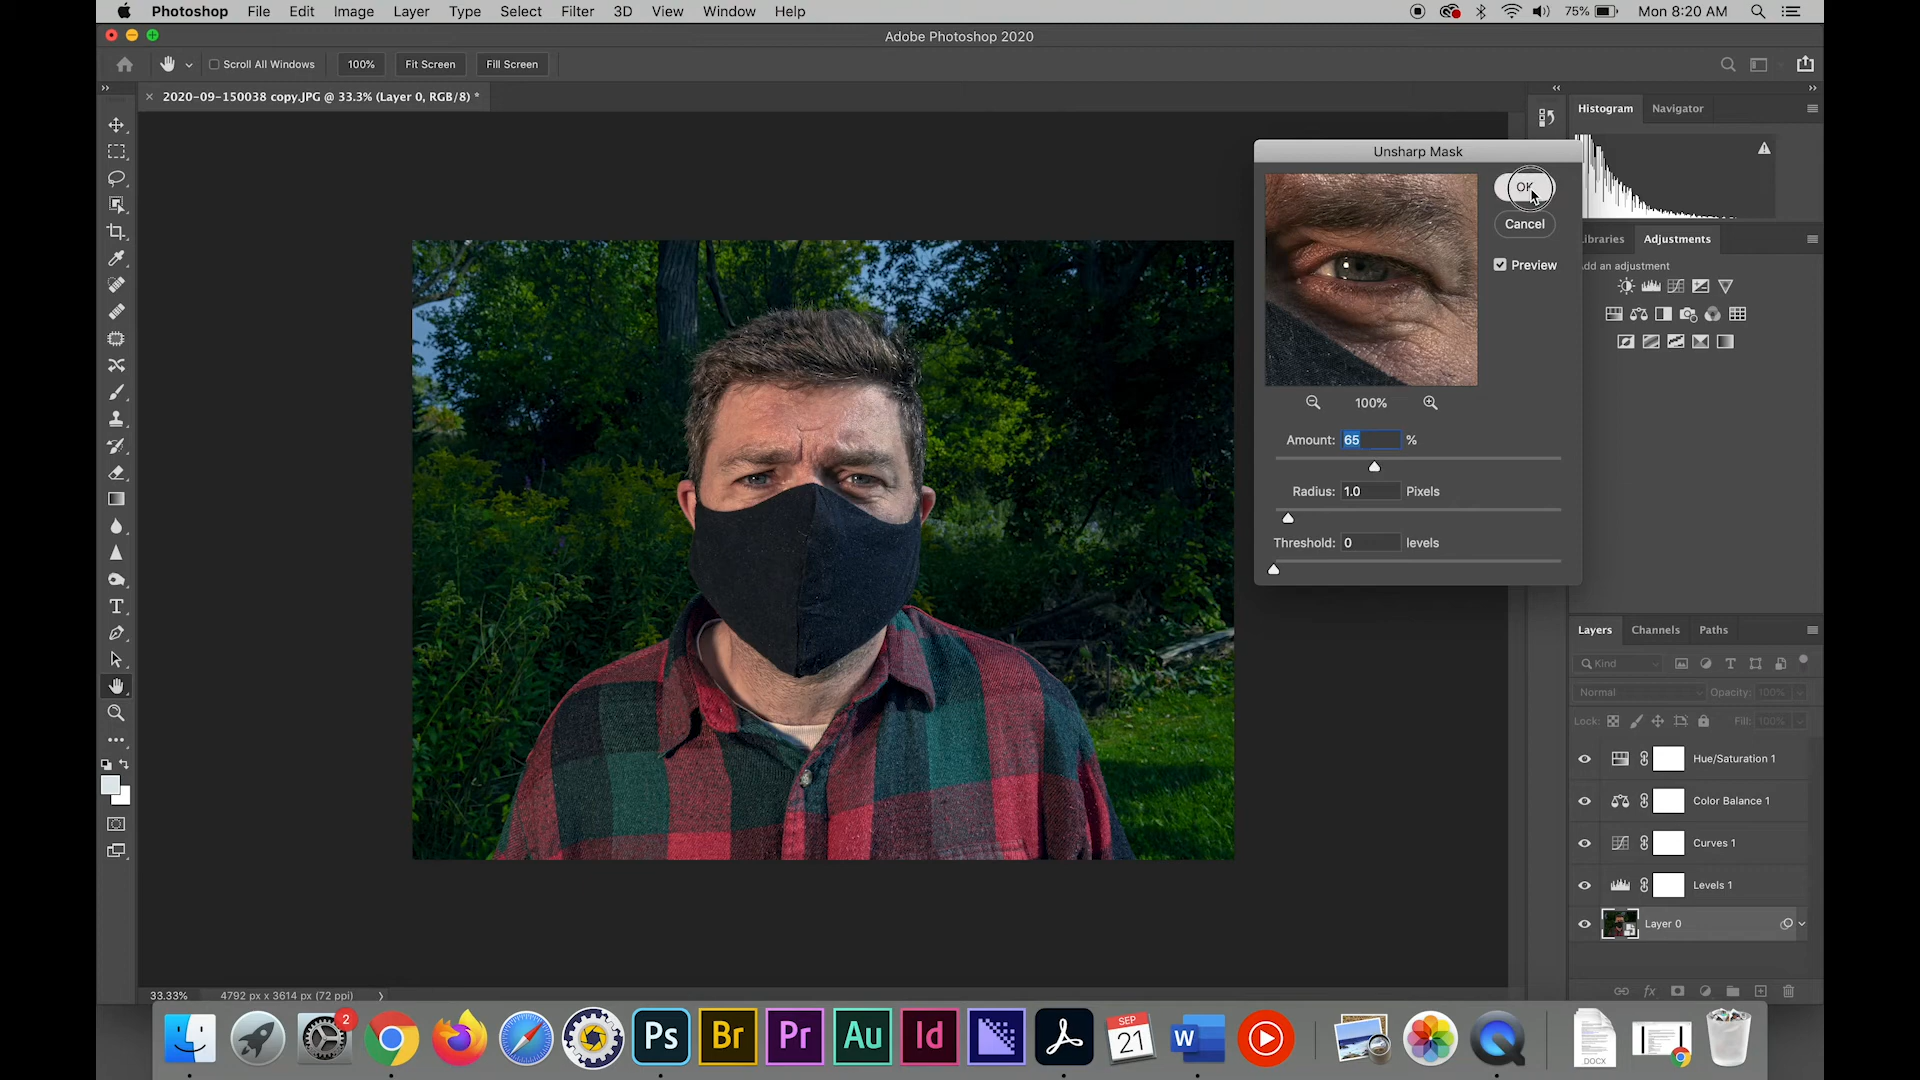 Photoshop File Edit Image Layer Type Select Filter 3D View Window Help 75% Mon 8:20 AM
Adobe Photoshop 2020
Scroll All Windows 100% Fit Screen Fill Screen
2020-09-150038 copy.JPG @ 33.3% (Layer 0, RGB/8) *
Histogram Navigator
Unsharp Mask
OK
Cancel
Preview
100%
Amount: 65 %
Radius: 1.0 Pixels
Threshold: 0 levels
Adjustments
Layers Channels Paths
Kind
Normal Opacity: 100%
Lock: Fill: 100%
Hue/Saturation 1
Color Balance 1
Curves 1
Levels 1
Layer 0
fx
T
33.33% 4792 px x 3614 px (72 ppi)
2
Ps Br Pr Au Id
SEP
21
W
DOCX